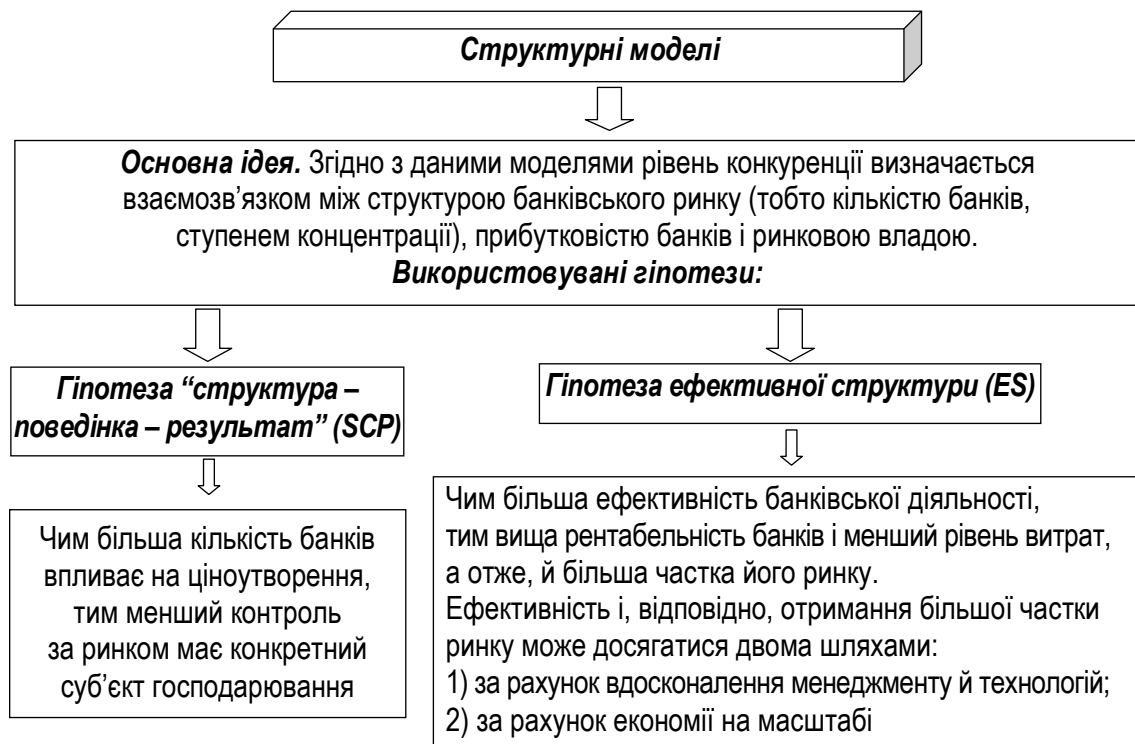 Структурні моделі
Основна ідея. Згідно з даними моделями рівень конкуренції визначається
взаємозв’язком між структурою банківського ринку (тобто кількістю банків,
ступенем концентрації), прибутковістю банків і ринковою владою.
Використовувані гіпотези:
Гіпотеза “структура –
поведінка – результат” (SCP)
Чим більша кількість банків
впливає на ціноутворення,
тим менший контроль
за ринком має конкретний
суб’єкт господарювання
Гіпотеза ефективної структури (ES)
Чим більша ефективність банківської діяльності,
тим вища рентабельність банків і менший рівень витрат,
а отже, й більша частка його ринку.
Ефективність і, відповідно, отримання більшої частки
ринку може досягатися двома шляхами:
1) за рахунок вдосконалення менеджменту й технологій;
2) за рахунок економії на масштабі